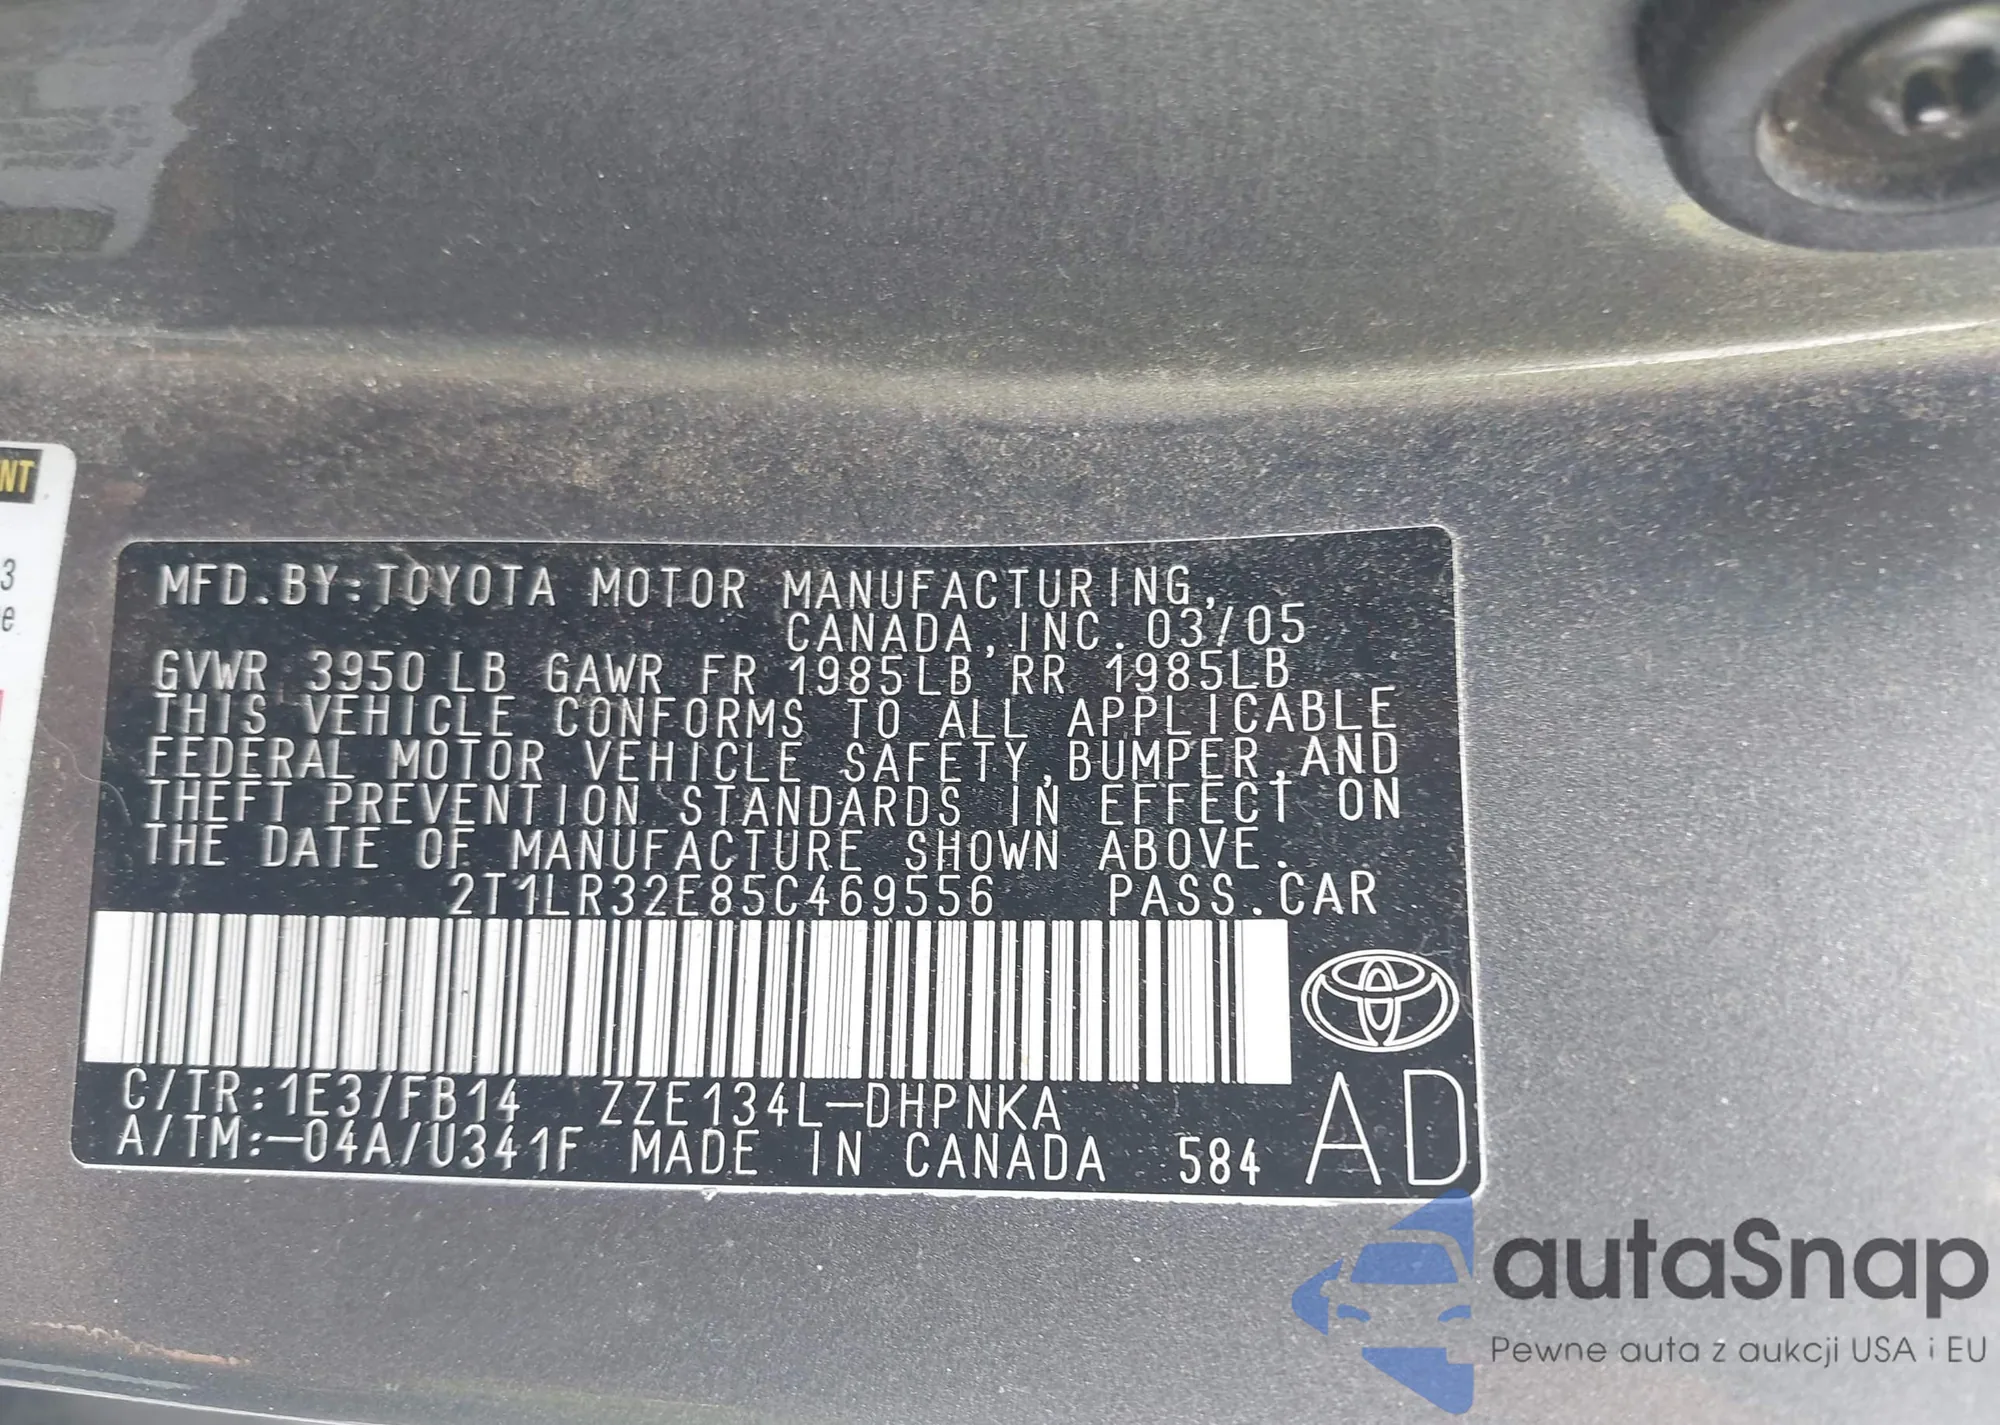 NT
3
e
MFD.BY:TOYOTA MOTOR MANUFACTURING,
CANADA,INC.03/05
GVWR 3950LB GAWR FR 1985LB RR 1985LB
THIS VEHICLE CONFORMS TO ALL APPLICABLE
FEDERAL MOTOR VEHICLE SAFETY,BUMPER,AND
THEFT PREVENTION STANDARDS IN EFFECT ON
THE DATE OF MANUFACTURE SHOWN ABOVE.
2T1LR32E85C469556 PASS.CAR
C/TR:1E3/FB14 ZZE134L-DHPNKA
A/TM:-04A/U341F MADE IN CANADA 584 AD
autaSnap
Pewne auta z aukcji USA i EU